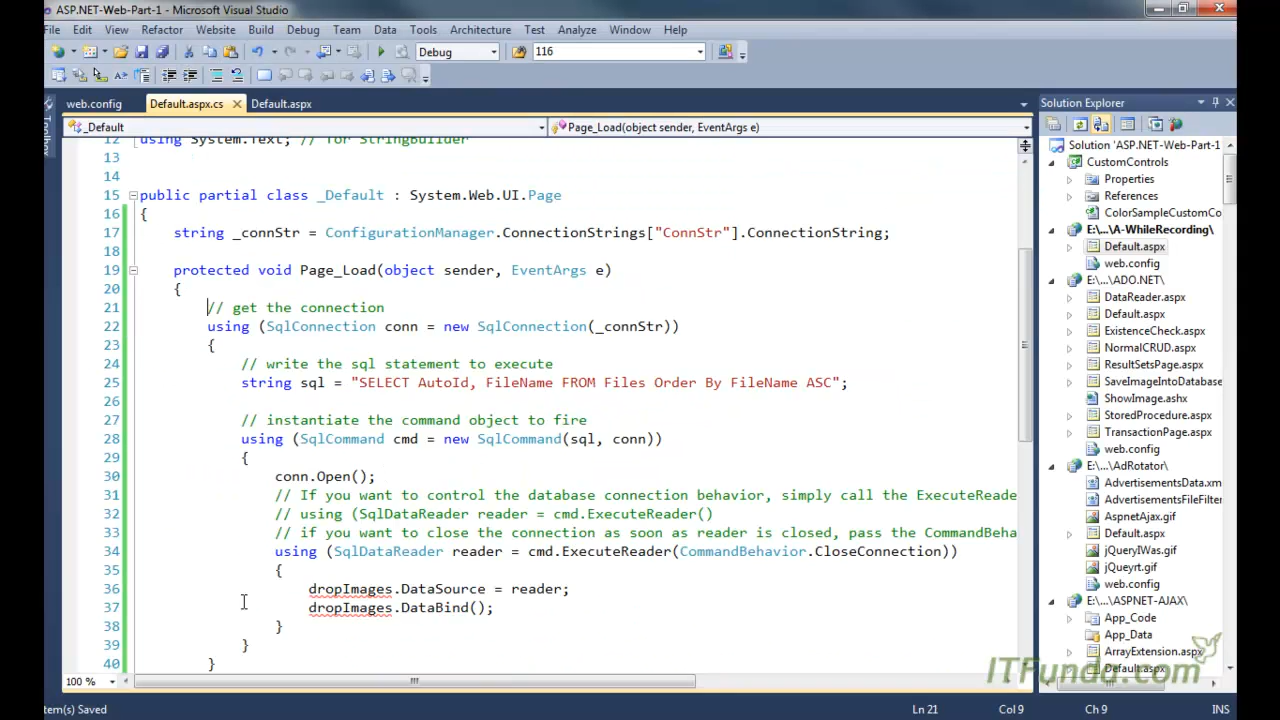 ASP.NET-Web-Part-1 - Microsoft Visual Studio
File Edit View Refactor Website Build Debug Team Data Tools Architecture Test Analyze Window Help
Debug 116
web.config Default.aspx.cs Default.aspx
_Default Page_Load(object sender, EventArgs e)
12 using System.Text; // for StringBuilder
13
14
15 public partial class _Default : System.Web.UI.Page
16 {
17 string _connStr = ConfigurationManager.ConnectionStrings["ConnStr"].ConnectionString;
18
19 protected void Page_Load(object sender, EventArgs e)
20 {
21 // get the connection
22 using (SqlConnection conn = new SqlConnection(_connStr))
23 {
24 // write the sql statement to execute
25 string sql = "SELECT AutoId, FileName FROM Files Order By FileName ASC";
26
27 // instantiate the command object to fire
28 using (SqlCommand cmd = new SqlCommand(sql, conn))
29 {
30 conn.Open();
31 // If you want to control the database connection behavior, simply call the ExecuteReade
32 // using (SqlDataReader reader = cmd.ExecuteReader()
33 // if you want to close the connection as soon as reader is closed, pass the CommandBeha
34 using (SqlDataReader reader = cmd.ExecuteReader(CommandBehavior.CloseConnection))
35 {
36 dropImages.DataSource = reader;
37 dropImages.DataBind();
38 }
39 }
40 }
100 %
Solution Explorer
Solution 'ASP.NET-Web-Part-1
CustomControls
Properties
References
ColorSampleCustomCo
E:\...\A-WhileRecording\
Default.aspx
web.config
E:\...\ADO.NET\
DataReader.aspx
Default.aspx
ExistenceCheck.aspx
NormalCRUD.aspx
ResultSetsPage.aspx
SaveImageIntoDatabase
ShowImage.ashx
StoredProcedure.aspx
TransactionPage.aspx
web.config
E:\...\AdRotator\
AdvertisementsData.xm
AdvertisementsFileFilter
AspnetAjax.gif
Default.aspx
jQueryIWas.gif
jQueyrt.gif
web.config
E:\...\ASPNET-AJAX\
App_Code
App_Data
ArrayExtension.aspx
Default.aspx
ITFunda.com
Toolbox
tem(s) Saved Ln 21 Col 9 Ch 9 INS